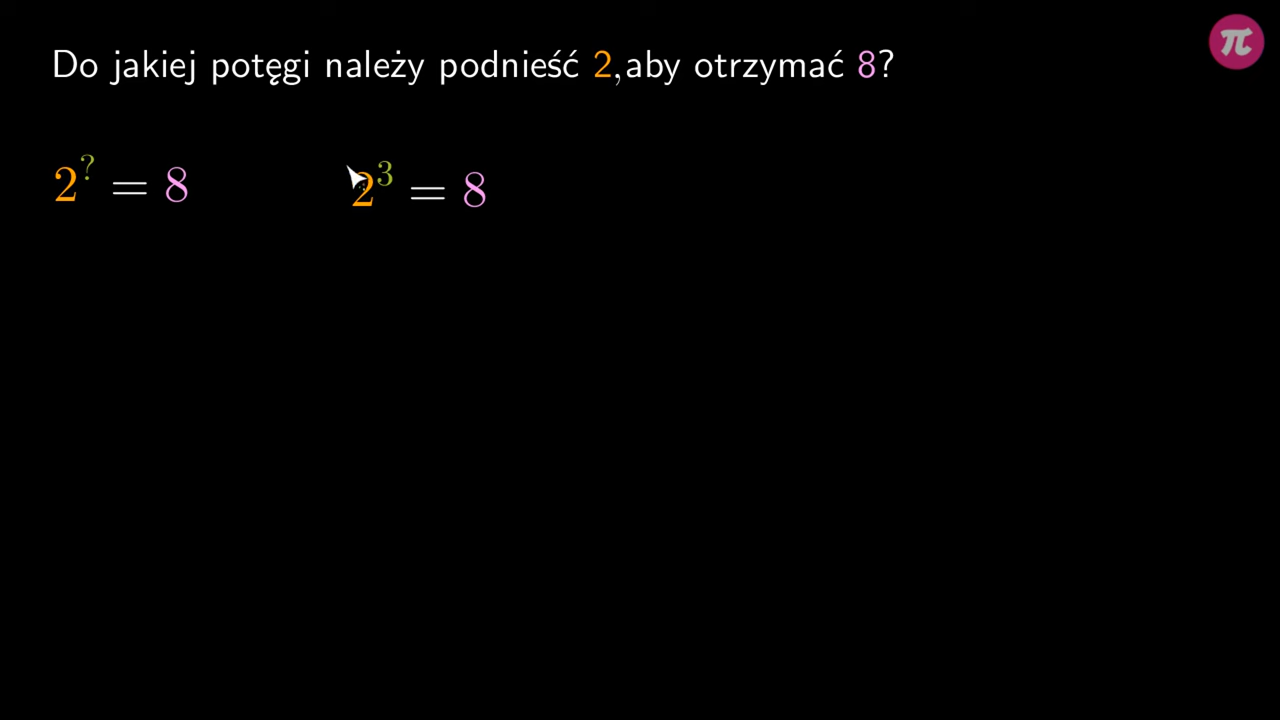 Do jakiej potęgi należy podnieść 2,aby otrzymać 8?
2^? = 8    2^3 = 8
π